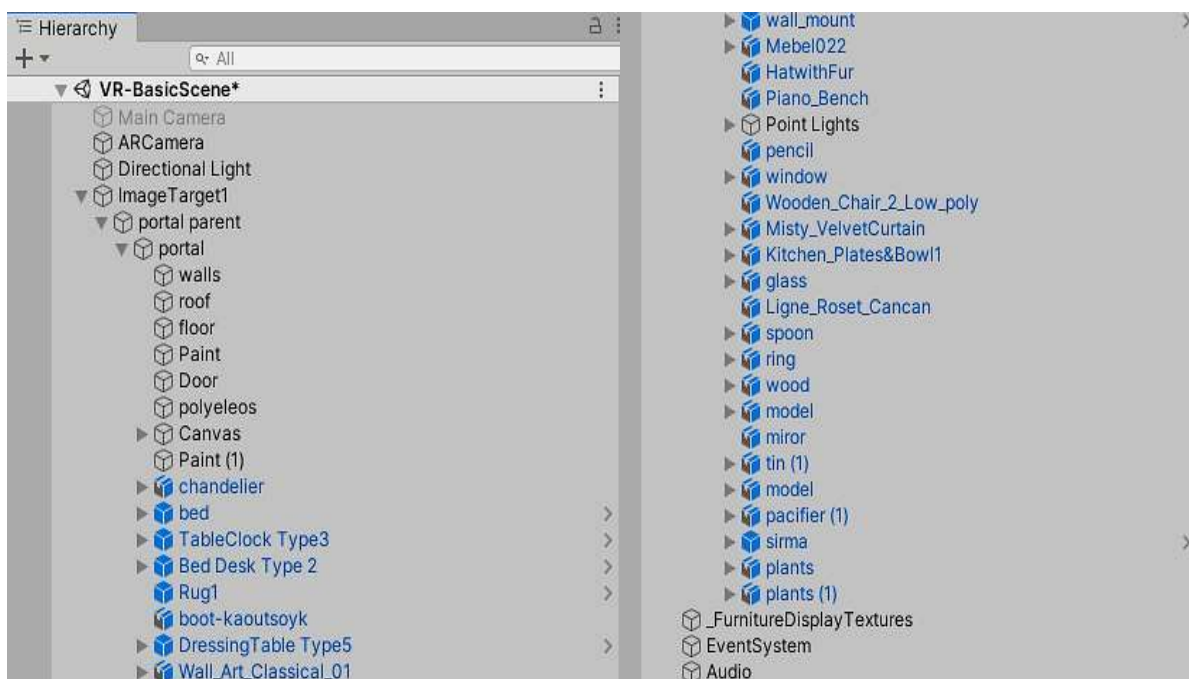 Hierarchy
All
VR-BasicScene*
Main Camera
ARCamera
Directional Light
ImageTarget1
portal parent
portal
walls
roof
floor
Paint
Door
polyeleos
Canvas
Paint (1)
chandelier
bed
TableClock Type3
Bed Desk Type 2
Rug1
boot-kaoutsoyk
DressingTable Type5
Wall_Art_Classical_01
wall_mount
Mebel022
HatwithFur
Piano_Bench
Point Lights
pencil
window
Wooden_Chair_2_Low_poly
Misty_VelvetCurtain
Kitchen_Plates&Bowl1
glass
Ligne_Roset_Cancan
spoon
ring
wood
model
miror
tin (1)
model
pacifier (1)
sirma
plants
plants (1)
_FurnitureDisplayTextures
EventSystem
Audio